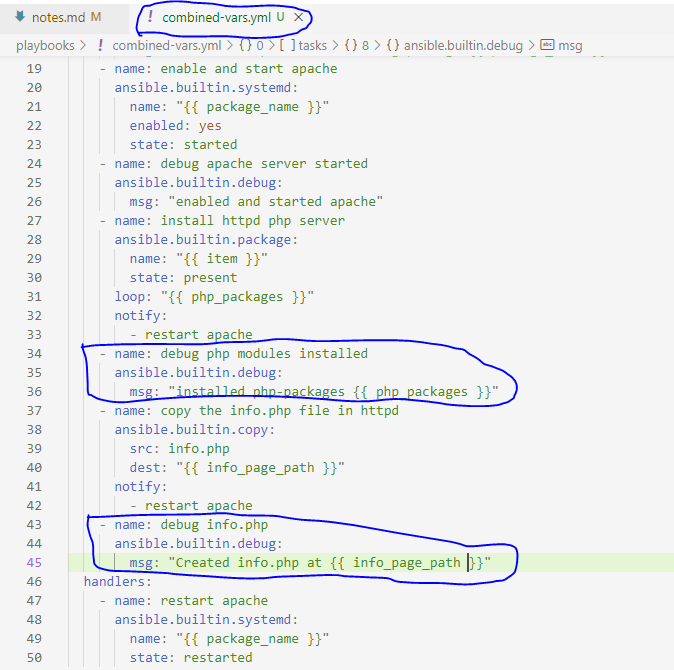 notes.md M ! combined-vars.yml U ×
playbooks > ! combined-vars.yml > {} 0 > [ ] tasks > {} 8 > {} ansible.builtin.debug > abc msg
19 - name: enable and start apache
20 ansible.builtin.systemd:
21 name: "{{ package_name }}"
22 enabled: yes
23 state: started
24 - name: debug apache server started
25 ansible.builtin.debug:
26 msg: "enabled and started apache"
27 - name: install httpd php server
28 ansible.builtin.package:
29 name: "{{ item }}"
30 state: present
31 loop: "{{ php_packages }}"
32 notify:
33 - restart apache
34 - name: debug php modules installed
35 ansible.builtin.debug:
36 msg: "installed php-packages {{ php_packages }}"
37 - name: copy the info.php file in httpd
38 ansible.builtin.copy:
39 src: info.php
40 dest: "{{ info_page_path }}"
41 notify:
42 - restart apache
43 - name: debug info.php
44 ansible.builtin.debug:
45 msg: "Created info.php at {{ info_page_path }}"
46 handlers:
47 - name: restart apache
48 ansible.builtin.systemd:
49 name: "{{ package_name }}"
50 state: restarted